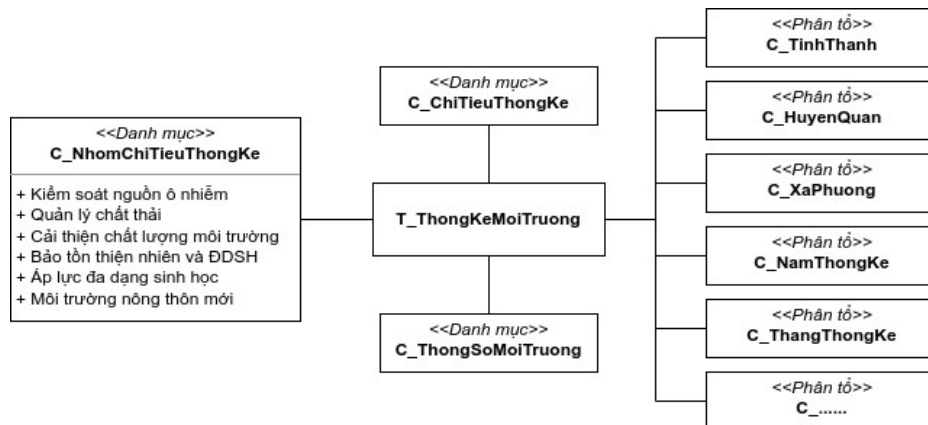 <<Danh mục>>
C_NhomChiTieuThongKe
+ Kiểm soát nguồn ô nhiễm
+ Quản lý chất thải
+ Cải thiện chất lượng môi trường
+ Bảo tồn thiên nhiên và ĐDSH
+ Áp lực đa dạng sinh học
+ Môi trường nông thôn mới
<<Danh mục>>
C_ChiTieuThongKe
T_ThongKeMoiTruong
<<Danh mục>>
C_ThongSoMoiTruong
<<Phân tổ>>
C_TinhThanh
<<Phân tổ>>
C_HuyenQuan
<<Phân tổ>>
C_XaPhuong
<<Phân tổ>>
C_NamThongKe
<<Phân tổ>>
C_ThangThongKe
<<Phân tổ>>
C_......